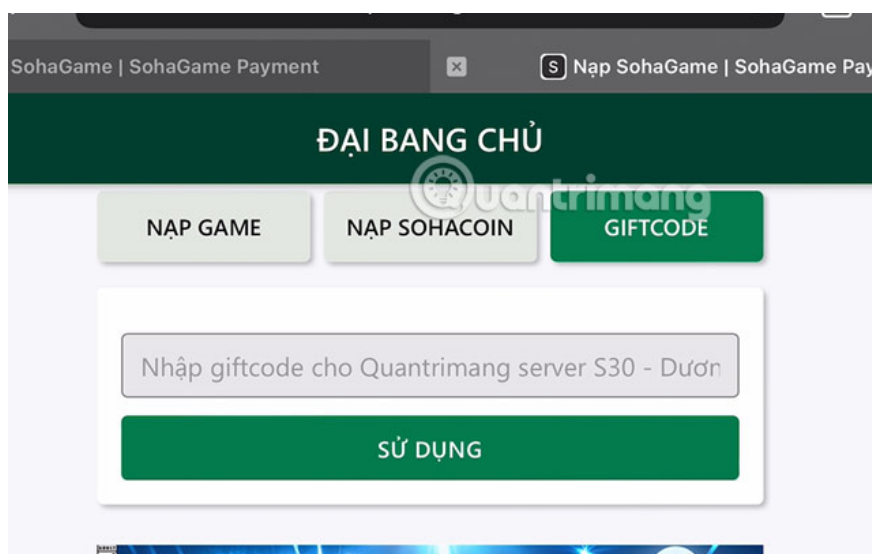 SohaGame | SohaGame Payment
S Nạp SohaGame | SohaGame Pay
ĐẠI BANG CHỦ
Quantrimang
NẠP GAME NẠP SOHACOIN GIFTCODE
Nhập giftcode cho Quantrimang server S30 - Dươn
SỬ DỤNG